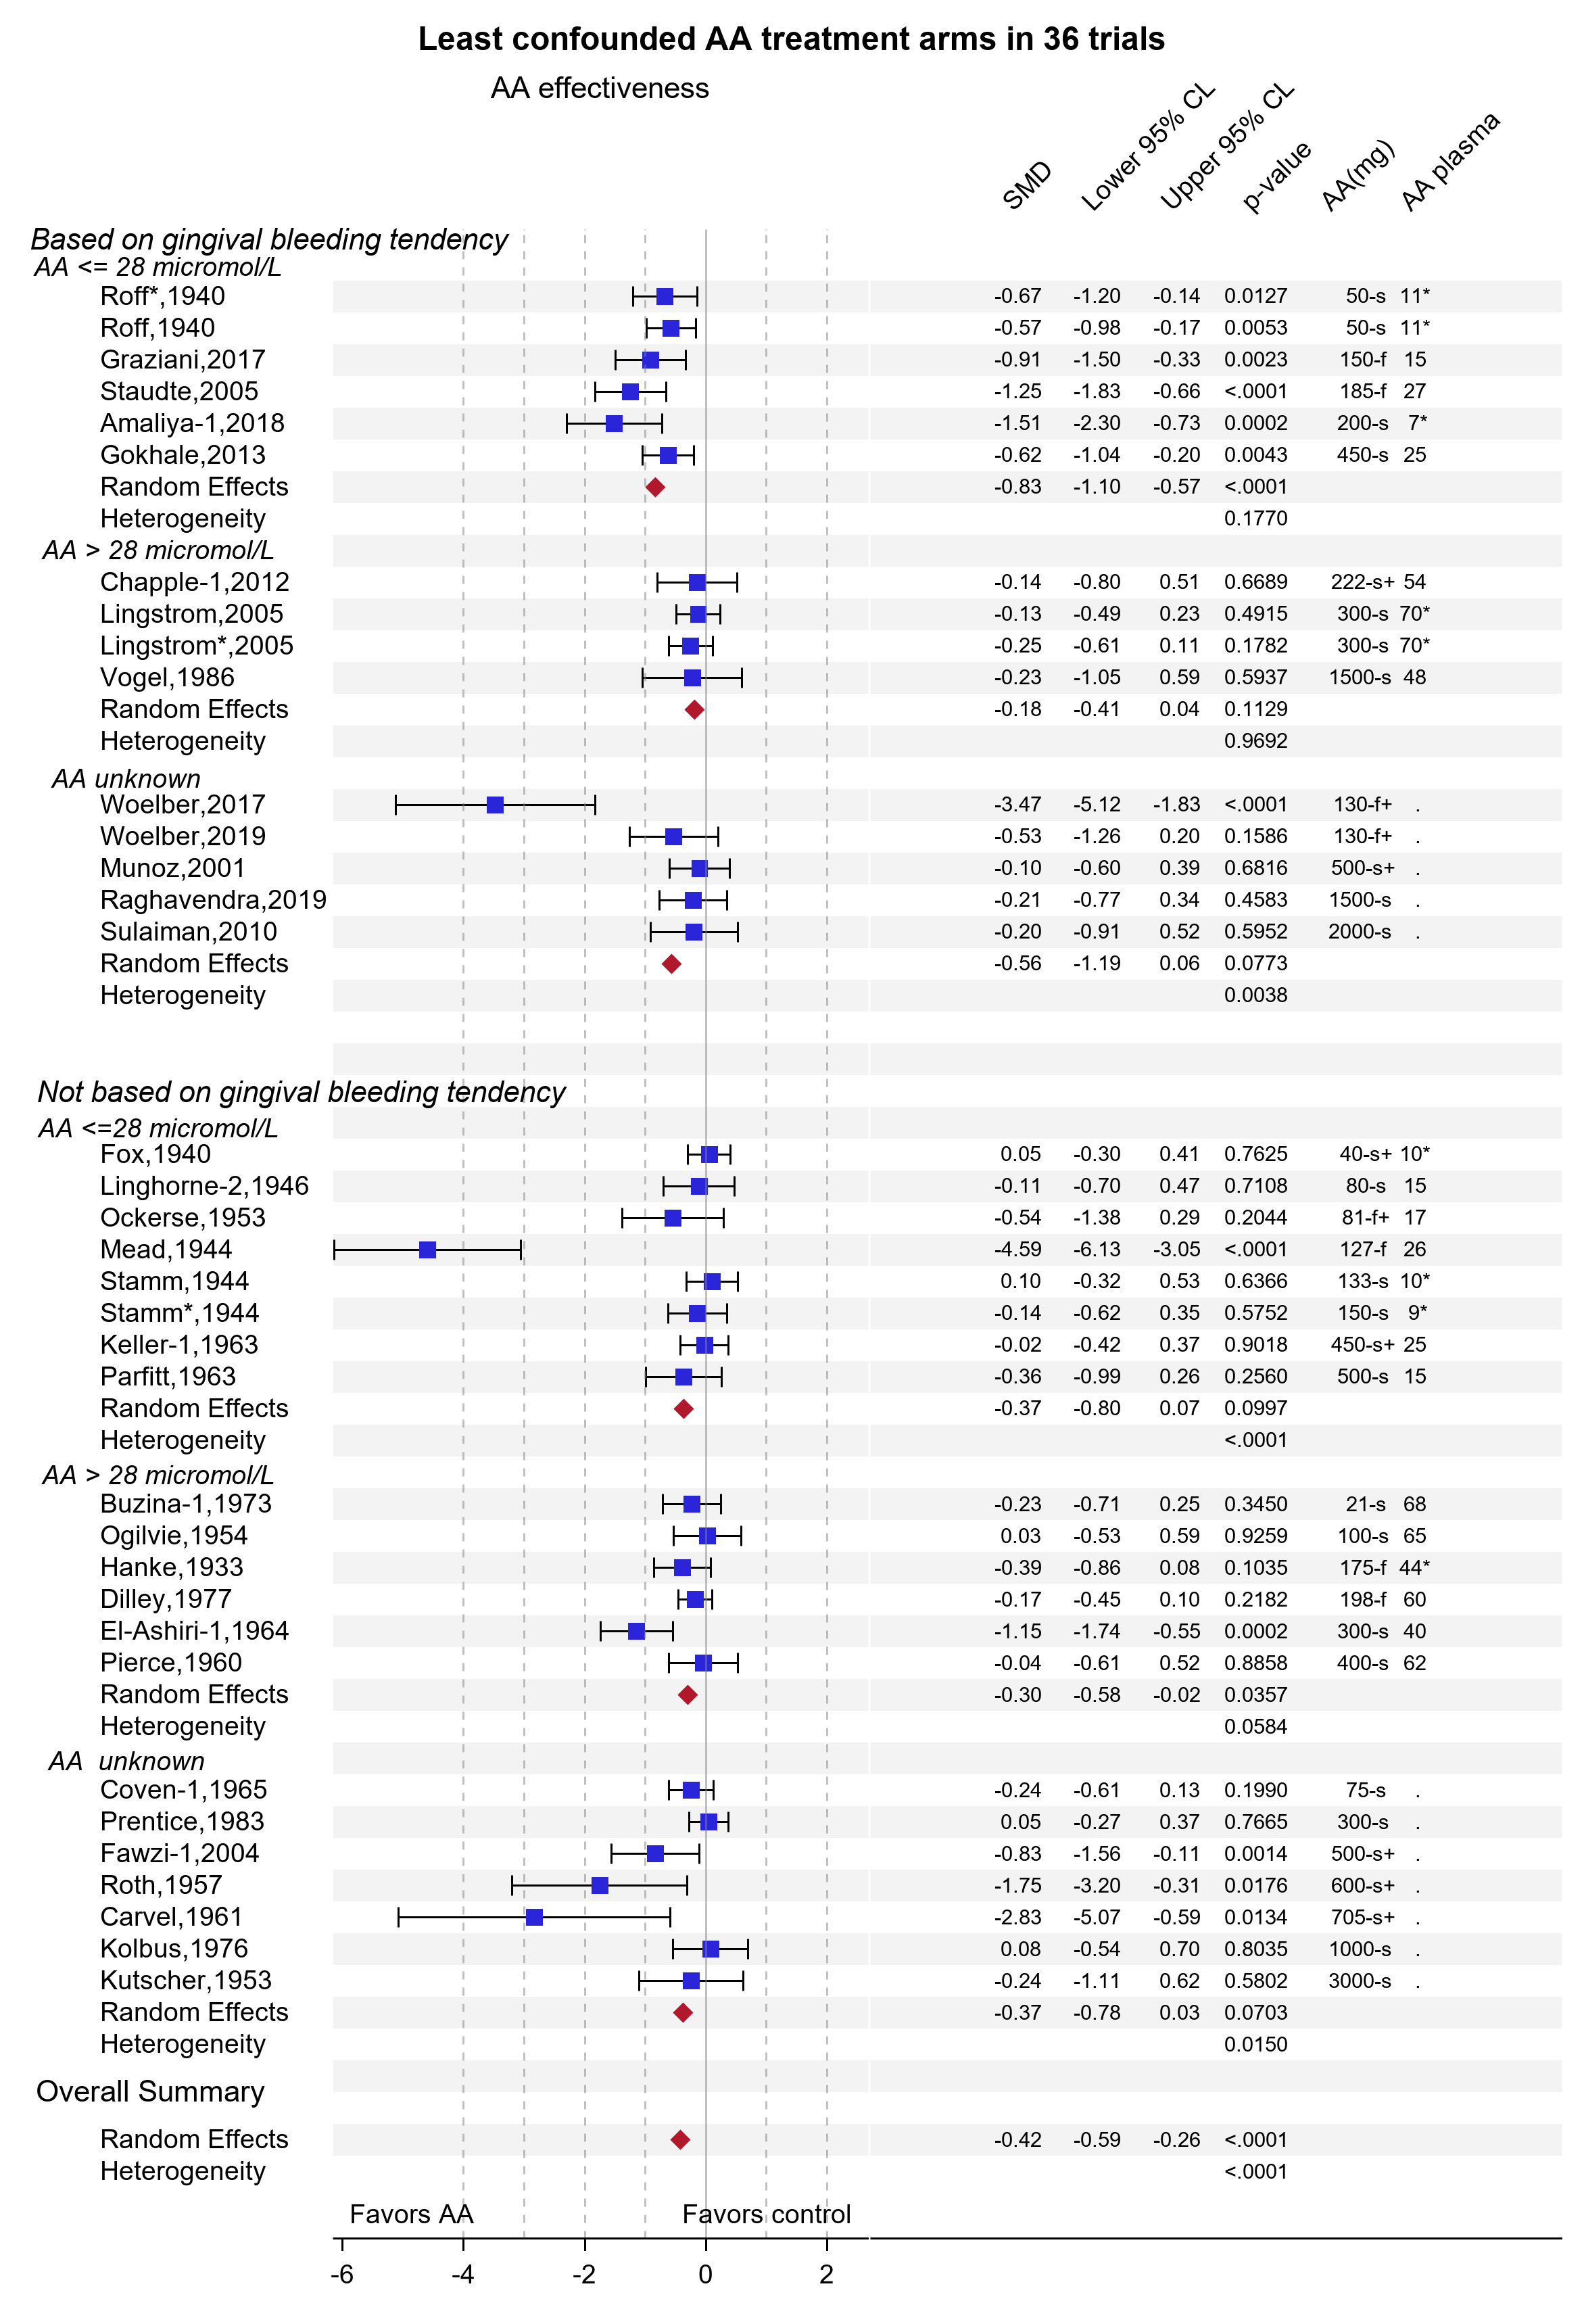 Least confounded AA treatment arms in 36 trials
AA effectiveness
SMD Lower 95% CL Upper 95% CL p-value AA(mg) AA plasma
Based on gingival bleeding tendency
AA <= 28 micromol/L
Roff*,1940 -0.67 -1.20 -0.14 0.0127 50-s 11*
Roff,1940 -0.57 -0.98 -0.17 0.0053 50-s 11*
Graziani,2017 -0.91 -1.50 -0.33 0.0023 150-f 15
Staudte,2005 -1.25 -1.83 -0.66 <.0001 185-f 27
Amaliya-1,2018 -1.51 -2.30 -0.73 0.0002 200-s 7*
Gokhale,2013 -0.62 -1.04 -0.20 0.0043 450-s 25
Random Effects -0.83 -1.10 -0.57 <.0001
Heterogeneity 0.1770
AA > 28 micromol/L
Chapple-1,2012 -0.14 -0.80 0.51 0.6689 222-s+ 54
Lingstrom,2005 -0.13 -0.49 0.23 0.4915 300-s 70*
Lingstrom*,2005 -0.25 -0.61 0.11 0.1782 300-s 70*
Vogel,1986 -0.23 -1.05 0.59 0.5937 1500-s 48
Random Effects -0.18 -0.41 0.04 0.1129
Heterogeneity 0.9692
AA unknown
Woelber,2017 -3.47 -5.12 -1.83 <.0001 130-f+ .
Woelber,2019 -0.53 -1.26 0.20 0.1586 130-f+ .
Munoz,2001 -0.10 -0.60 0.39 0.6816 500-s+ .
Raghavendra,2019 -0.21 -0.77 0.34 0.4583 1500-s .
Sulaiman,2010 -0.20 -0.91 0.52 0.5952 2000-s .
Random Effects -0.56 -1.19 0.06 0.0773
Heterogeneity 0.0038
Not based on gingival bleeding tendency
AA <=28 micromol/L
Fox,1940 0.05 -0.30 0.41 0.7625 40-s+ 10*
Linghorne-2,1946 -0.11 -0.70 0.47 0.7108 80-s 15
Ockerse,1953 -0.54 -1.38 0.29 0.2044 81-f+ 17
Mead,1944 -4.59 -6.13 -3.05 <.0001 127-f 26
Stamm,1944 0.10 -0.32 0.53 0.6366 133-s 10*
Stamm*,1944 -0.14 -0.62 0.35 0.5752 150-s 9*
Keller-1,1963 -0.02 -0.42 0.37 0.9018 450-s+ 25
Parfitt,1963 -0.36 -0.99 0.26 0.2560 500-s 15
Random Effects -0.37 -0.80 0.07 0.0997
Heterogeneity <.0001
AA > 28 micromol/L
Buzina-1,1973 -0.23 -0.71 0.25 0.3450 21-s 68
Ogilvie,1954 0.03 -0.53 0.59 0.9259 100-s 65
Hanke,1933 -0.39 -0.86 0.08 0.1035 175-f 44*
Dilley,1977 -0.17 -0.45 0.10 0.2182 198-f 60
El-Ashiri-1,1964 -1.15 -1.74 -0.55 0.0002 300-s 40
Pierce,1960 -0.04 -0.61 0.52 0.8858 400-s 62
Random Effects -0.30 -0.58 -0.02 0.0357
Heterogeneity 0.0584
AA unknown
Coven-1,1965 -0.24 -0.61 0.13 0.1990 75-s .
Prentice,1983 0.05 -0.27 0.37 0.7665 300-s .
Fawzi-1,2004 -0.83 -1.56 -0.11 0.0014 500-s+ .
Roth,1957 -1.75 -3.20 -0.31 0.0176 600-s+ .
Carvel,1961 -2.83 -5.07 -0.59 0.0134 705-s+ .
Kolbus,1976 0.08 -0.54 0.70 0.8035 1000-s .
Kutscher,1953 -0.24 -1.11 0.62 0.5802 3000-s .
Random Effects -0.37 -0.78 0.03 0.0703
Heterogeneity 0.0150
Overall Summary
Random Effects -0.42 -0.59 -0.26 <.0001
Heterogeneity <.0001
Favors AA Favors control
-6 -4 -2 0 2